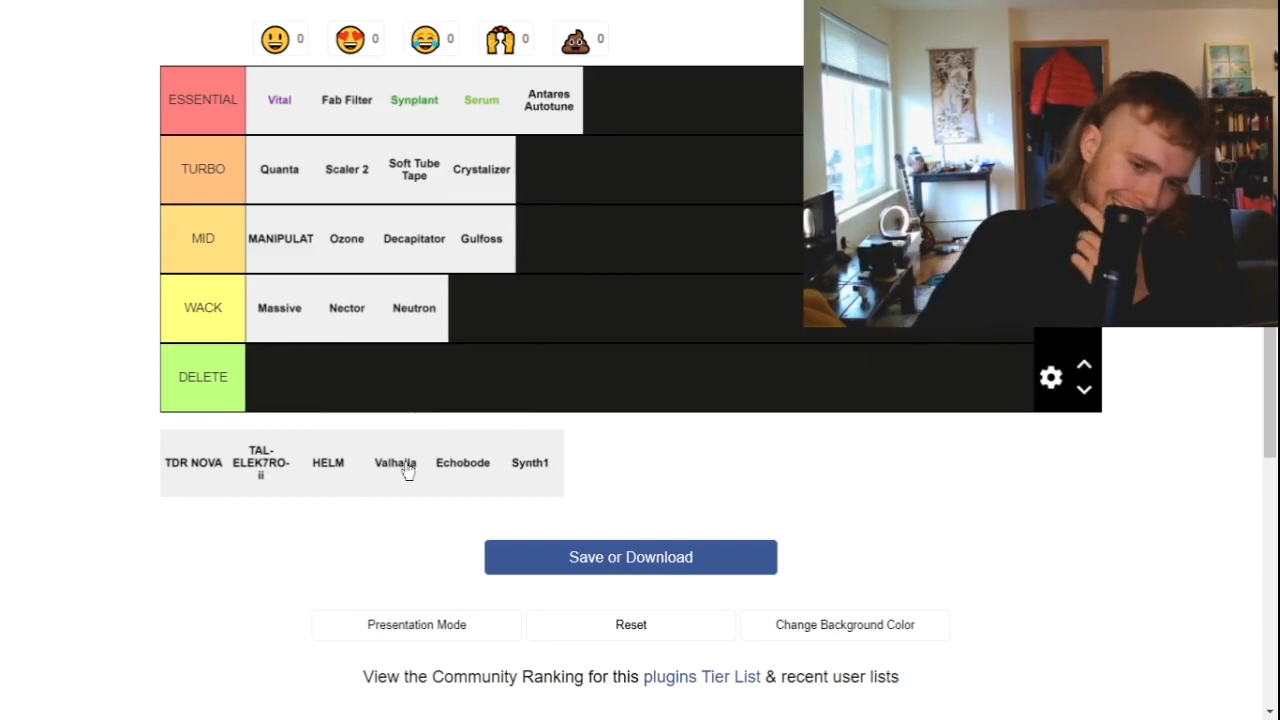 0 0 0 0 0
ESSENTIAL Vital Fab Filter Synplant Serum Antares
Autotune
TURBO Quanta Scaler 2 Soft Tube
Tape Crystalizer
MID MANIPULAT Ozone Decapitator Gulfoss
WACK Massive Nector Neutron
DELETE
TDR NOVA TAL-
ELEK7RO-
ii HELM Valhalla Echobode Synth1
Save or Download
Presentation Mode Reset Change Background Color
View the Community Ranking for this plugins Tier List & recent user lists